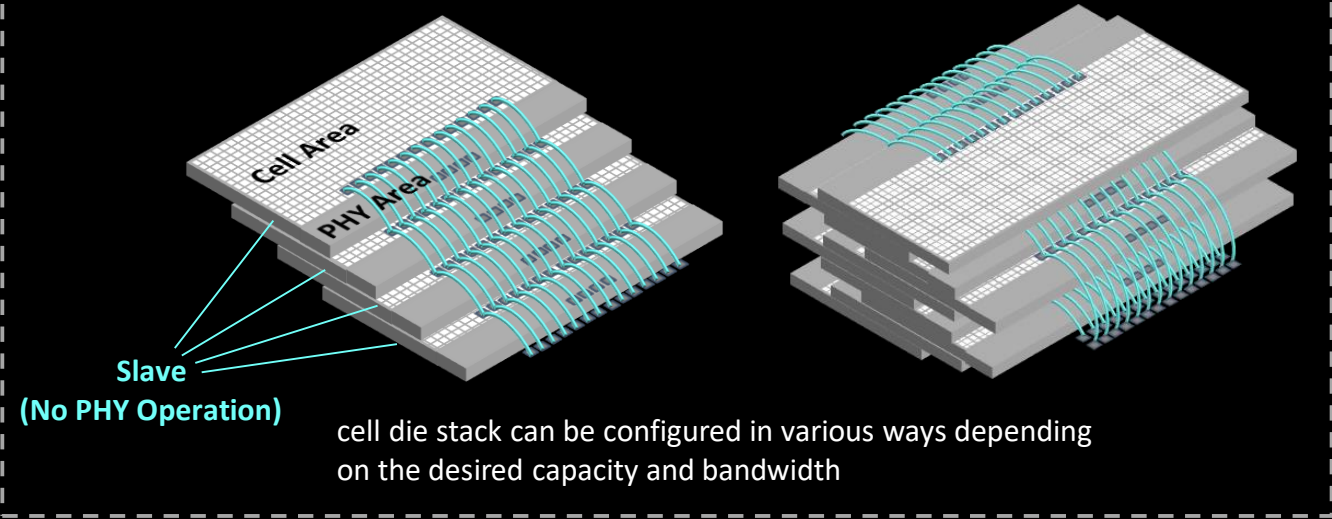 Cell Area
PHY Area
Slave
(No PHY Operation)
cell die stack can be configured in various ways depending
on the desired capacity and bandwidth